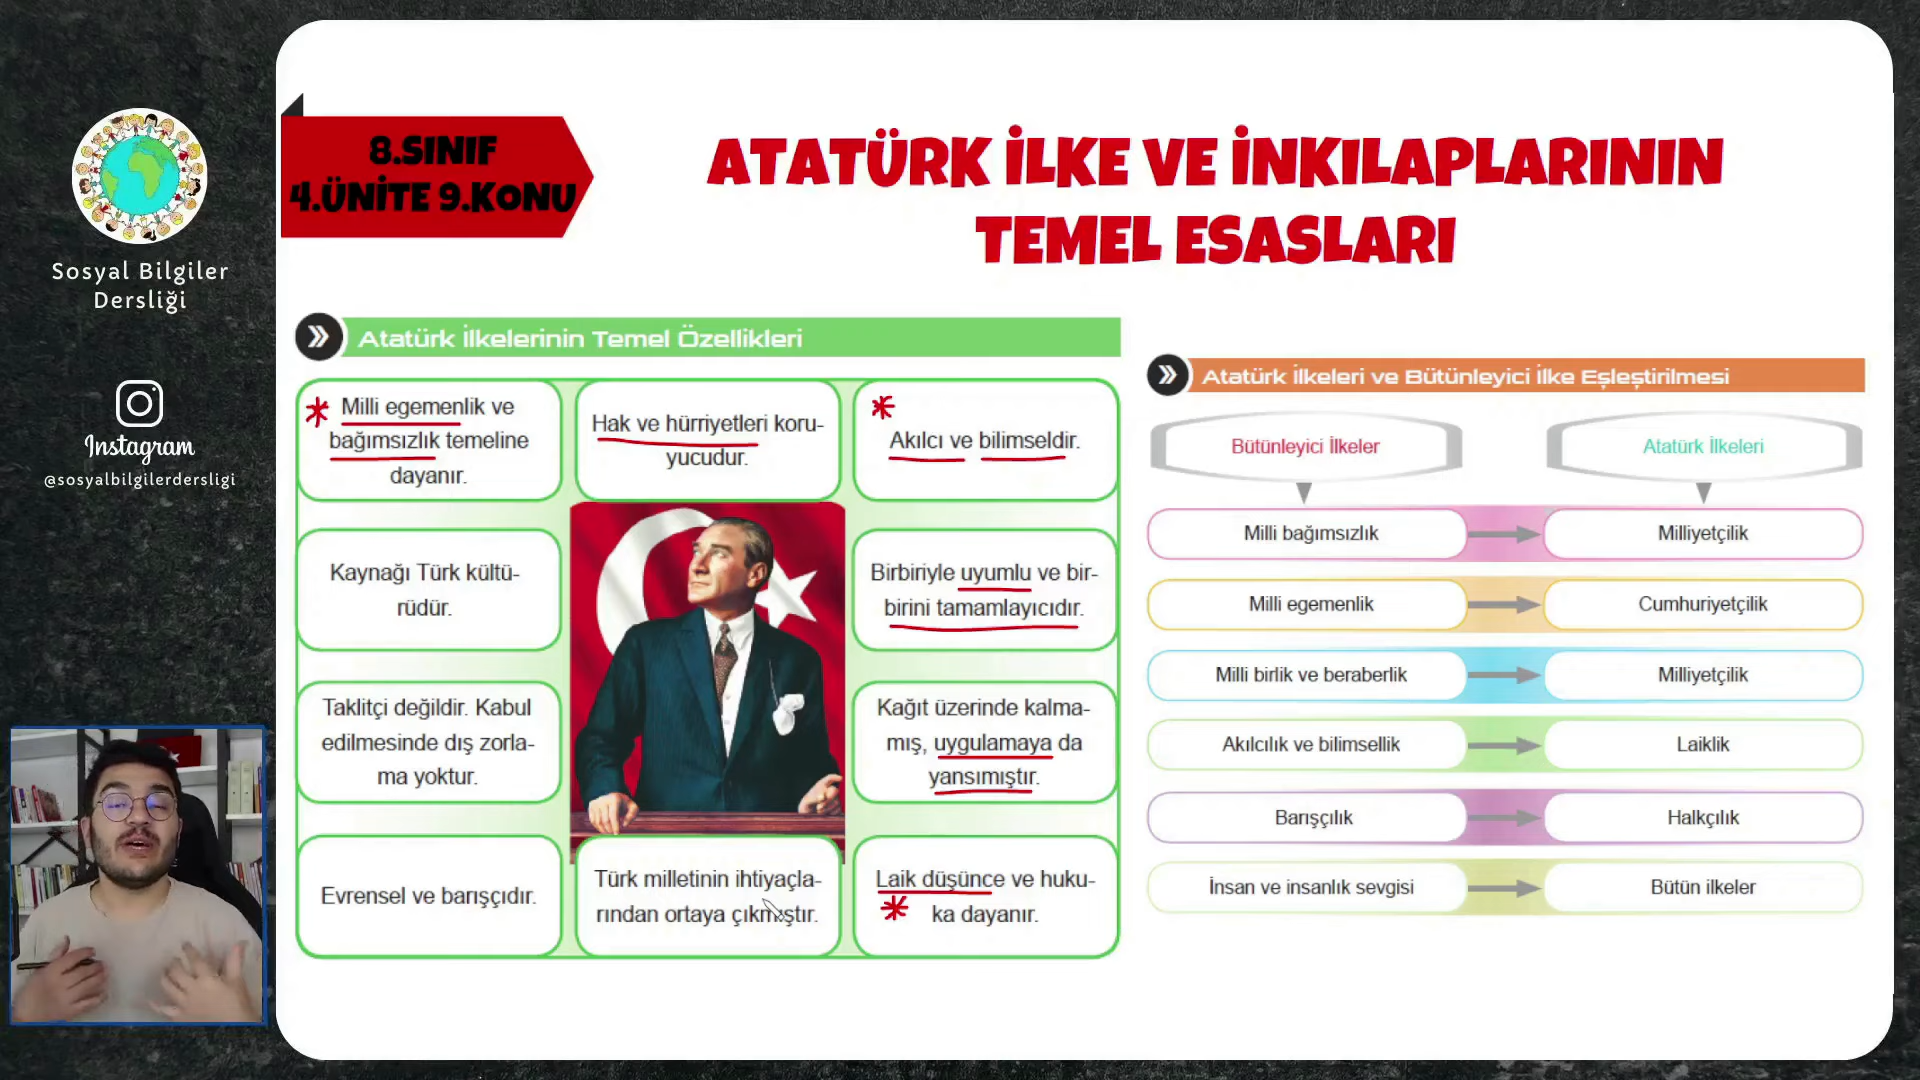 8.SINIF
4.ÜNİTE 9.KONU
ATATÜRK İLKE VE İNKILAPLARININ
TEMEL ESASLARI
Sosyal Bilgiler
Dersliği
Instagram
@sosyalbilgilerdersligi
Atatürk İlkelerinin Temel Özellikleri
Milli egemenlik ve
bağımsızlık temeline
dayanır.
Hak ve hürriyetleri koru-
yucudur.
Akılcı ve bilimseldir.
Kaynağı Türk kültü-
rüdür.
Birbiriyle uyumlu ve bir-
birini tamamlayıcıdır.
Taklitçi değildir. Kabul
edilmesinde dış zorla-
ma yoktur.
Kağıt üzerinde kalma-
mış, uygulamaya da
yansımıştır.
Evrensel ve barışçıdır.
Türk milletinin ihtiyaçla-
rından ortaya çıkmıştır.
Laik düşünce ve huku-
ka dayanır.
Atatürk İlkeleri ve Bütünleyici İlke Eşleştirilmesi
Bütünleyici İlkeler
Atatürk İlkeleri
Milli bağımsızlık
Milliyetçilik
Milli egemenlik
Cumhuriyetçilik
Milli birlik ve beraberlik
Milliyetçilik
Akılcılık ve bilimsellik
Laiklik
Barışçılık
Halkçılık
İnsan ve insanlık sevgisi
Bütün ilkeler